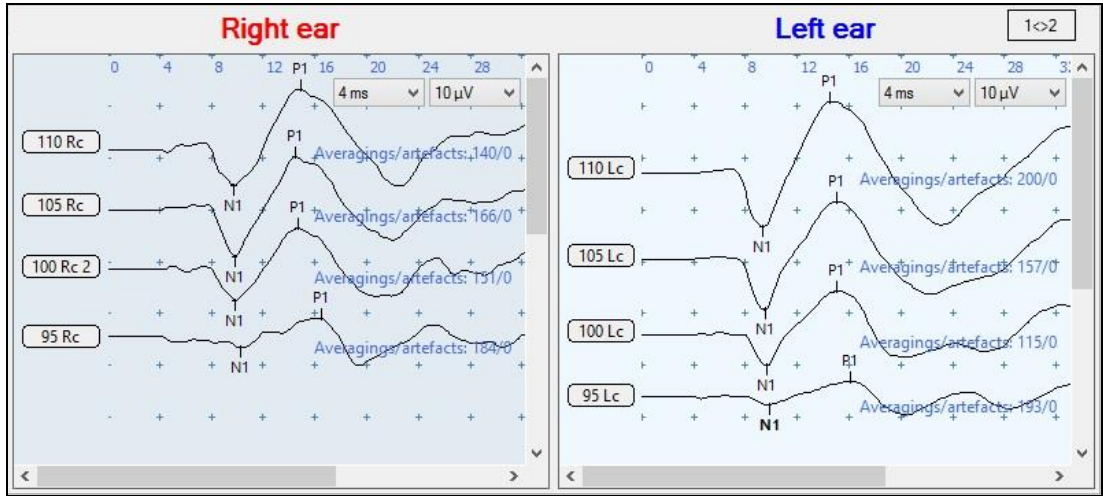 Right ear
0 4 8 12 P1 16 20 24 28
4 ms 10 µV
110 Rc
Averagings/artefacts: 140/0
N1
P1
105 Rc
Averagings/artefacts: 166/0
N1
P1
100 Rc 2
Averagings/artefacts: 151/0
N1
P1
95 Rc
Averagings/artefacts: 184/0
N1
Left ear
1<>2
0 4 8 12 16 20 24 28
P1
4 ms 10 µV
110 Lc
Averagings/artefacts: 200/0
N1
P1
105 Lc
Averagings/artefacts: 157/0
N1
P1
100 Lc
Averagings/artefacts: 115/0
N1
P1
95 Lc
Averagings/artefacts: 193/0
N1